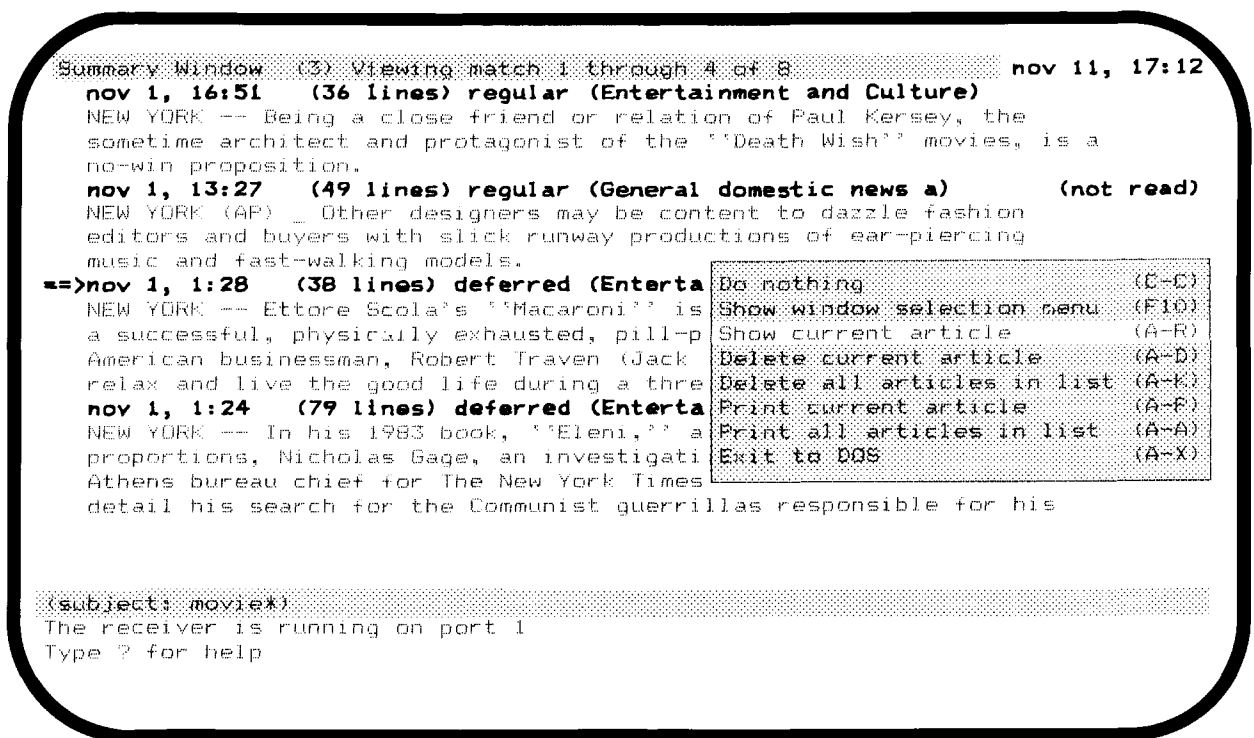 Summary Window (3) Viewing match 1 through 4 of 8 nov 11, 17:12
nov 1, 16:51 (36 lines) regular (Entertainment and Culture)
NEW YORK -- Being a close friend or relation of Paul Kersey, the
sometime architect and protagonist of the ``Death Wish'' movies, is a
no-win proposition.
nov 1, 13:27 (49 lines) regular (General domestic news a) (not read)
NEW YORK (AP) _ Other designers may be content to dazzle fashion
editors and buyers with slick runway productions of ear-piercing
music and fast-walking models.
==>nov 1, 1:28 (38 lines) deferred (Enterta Do nothing (C-C)
NEW YORK -- Ettore Scola's ``Macaroni'' is Show window selection menu (F10)
a successful, physically exhausted, pill-p Show current article (A-R)
American businessman, Robert Traven (Jack Delete current article (A-D)
relax and live the good life during a thre Delete all articles in list (A-K)
nov 1, 1:24 (79 lines) deferred (Enterta Print current article (A-P)
NEW YORK -- In his 1983 book, ``Eleni,'' a Print all articles in list (A-A)
proportions, Nicholas Gage, an investigati Exit to DOS (A-X)
Athens bureau chief for The New York Times
detail his search for the Communist guerrillas responsible for his
(subject: movie*)
The receiver is running on port 1
Type ? for help